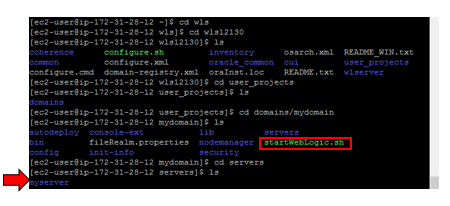 [ec2-user@ip-172-31-28-12 ~]$ cd wls
[ec2-user@ip-172-31-28-12 wls]$ cd wls12130
[ec2-user@ip-172-31-28-12 wls12130]$ ls
coherence configure.sh inventory osarch.xml README_WIN.txt
common configure.xml oracle_common oui user_projects
configure.cmd domain-registry.xml oraInst.loc README.txt wlserver
[ec2-user@ip-172-31-28-12 wls12130]$ cd user_projects
[ec2-user@ip-172-31-28-12 user_projects]$ ls
domains
[ec2-user@ip-172-31-28-12 user_projects]$ cd domains/mydomain
[ec2-user@ip-172-31-28-12 mydomain]$ ls
autodeploy console-ext lib servers
bin fileRealm.properties nodemanager startWebLogic.sh
config init-info security
[ec2-user@ip-172-31-28-12 mydomain]$ cd servers
[ec2-user@ip-172-31-28-12 servers]$ ls
myserver